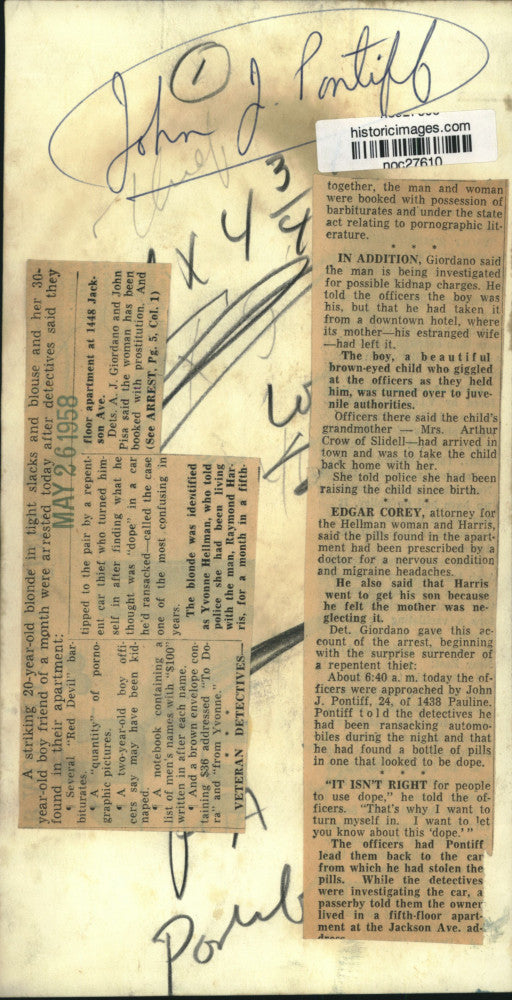 John J. Pontiff
1
historicimages.com
noc27610
x 4 3/4
MAY 26 1958
A striking 20-year-old blonde in tight slacks and blouse and her 30-
year-old boy friend of a month were arrested today after detectives said they
found in their apartment:
• Several "Red Devil" bar-
biturates.
• A "quantity" of porno-
graphic pictures.
• A two-year-old boy offi-
cers say may have been kid-
naped.
• A notebook containing a
list of men's names with "$100"
written in after each name.
• And a brown envelope con-
taining $36 addressed "To Do-
ra" and "from Yvonne."
* * *
VETERAN DETECTIVES—
tipped to the pair by a repent-
ent car thief who turned him-
self in after finding what he
thought was "dope" in a car
he'd ransacked—called the case
one of the most confusing in
years.
The blonde was identified
as Yvonne Hellman, who told
police she had been living
with the man, Raymond Har-
ris, for a month in a fifth-
floor apartment at 1448 Jack-
son Ave.
Dets. A. J. Giordano and John
Pisa said the woman has been
booked with prostitution. And
(See ARREST, Pg. 5, Col. 1)
together, the man and woman
were booked with possession of
barbiturates and under the state
act relating to pornographic lit-
erature.
* * *
IN ADDITION, Giordano said
the man is being investigated
for possible kidnap charges. He
told the officers the boy was
his, but that he had taken it
from a downtown hotel, where
its mother—his estranged wife
—had left it.
The boy, a beautiful
brown-eyed child who giggled
at the officers as they held
him, was turned over to juve-
nile authorities.
Officers there said the child's
grandmother — Mrs. Arthur
Crow of Slidell—had arrived in
town and was to take the child
back home with her.
She told police she had been
raising the child since birth.
* * *
EDGAR COREY, attorney for
the Hellman woman and Harris,
said the pills found in the apart-
ment had been prescribed by a
doctor for a nervous condition
and migraine headaches.
He also said that Harris
went to get his son because
he felt the mother was ne-
glecting it.
Det. Giordano gave this ac-
count of the arrest, beginning
with the surprise surrender of
a repentent thief:
About 6:40 a. m. today the of-
ficers were approached by John
J. Pontiff, 24, of 1438 Pauline.
Pontiff told the detectives he
had been ransacking automo-
biles during the night and that
he had found a bottle of pills
in one that looked to be dope.
* * *
"IT ISN'T RIGHT for people
to use dope," he told the of-
ficers. "That's why I want to
turn myself in. I want to let
you know about this 'dope.'"
The officers had Pontiff
lead them back to the car
from which he had stolen the
pills. While the detectives
were investigating the car, a
passerby told them the owner
lived in a fifth-floor apart-
ment at the Jackson Ave. ad-
dress.